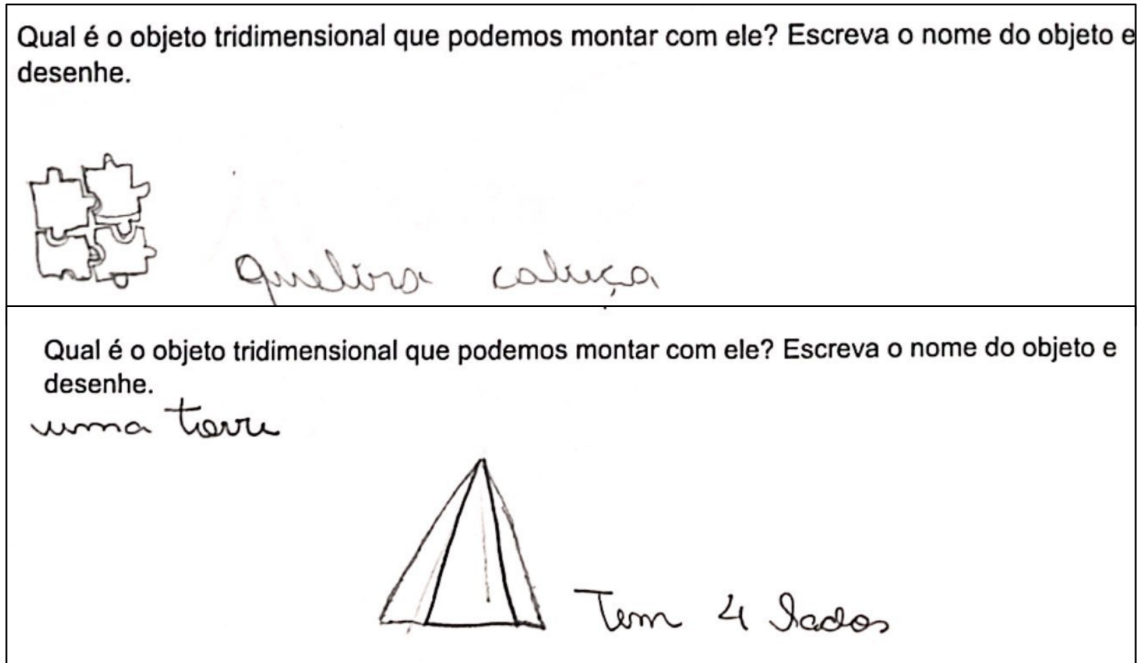 Qual é o objeto tridimensional que podemos montar com ele? Escreva o nome do objeto e
desenhe.
quebra cabeça
Qual é o objeto tridimensional que podemos montar com ele? Escreva o nome do objeto e
desenhe.
uma torre
Tem 4 lados